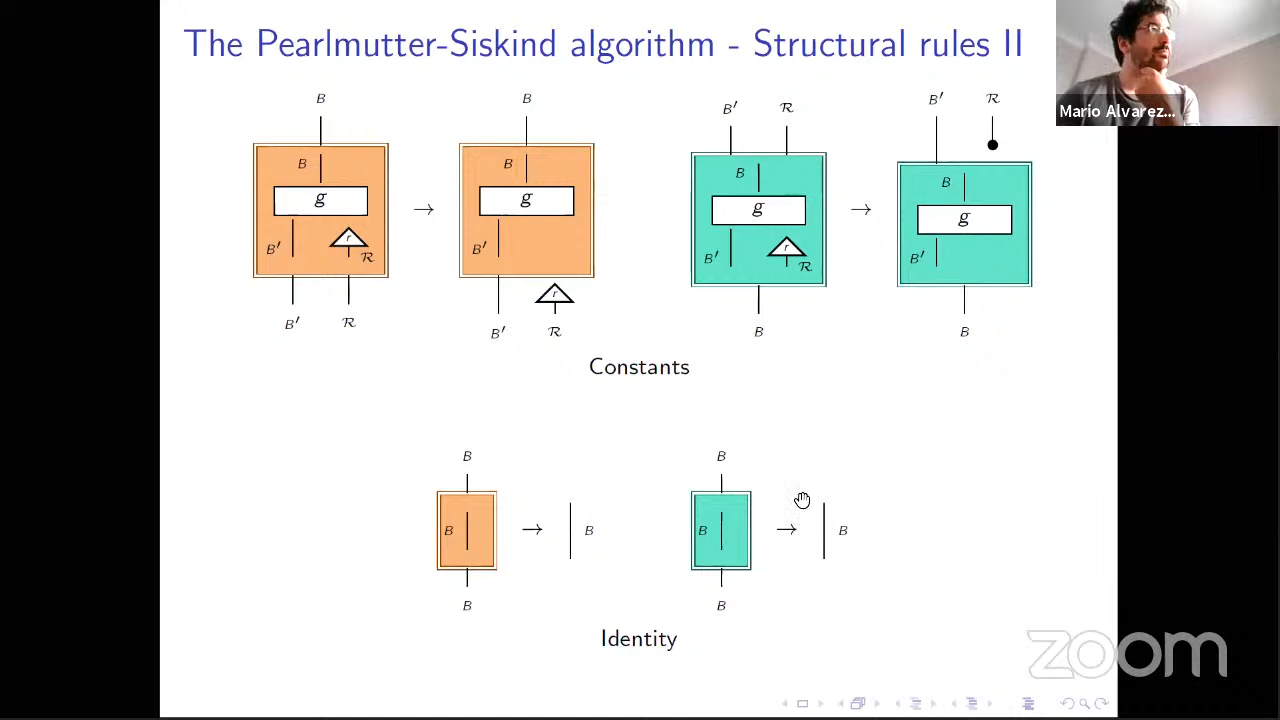 The Pearlmutter-Siskind algorithm - Structural rules II
Mario Alvarez...
B B B′ ℛ B′ ℛ
B B B B
g → g g → g
B′ r ℛ B′ B′ r ℛ B′
r
B′ ℛ B′ ℛ B B
Constants
B B
B → B B → B
B B
Identity
zoom